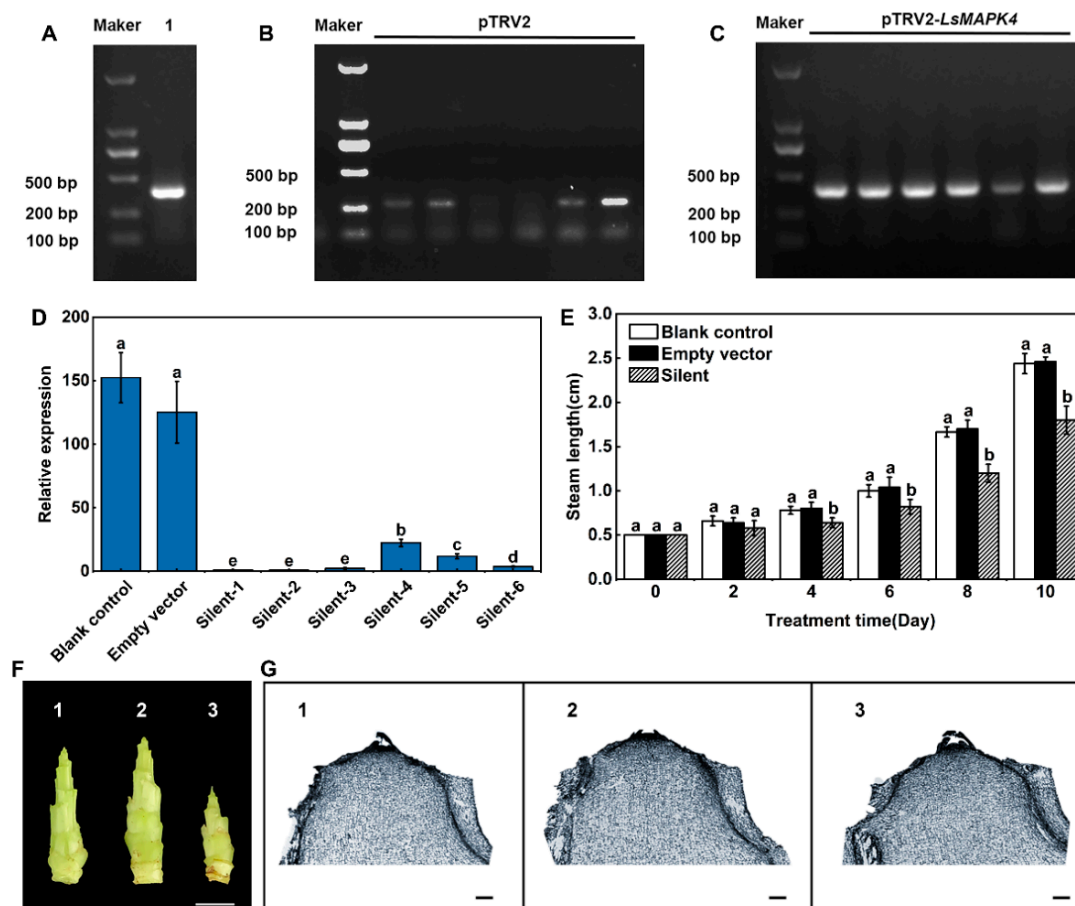 A
Maker 1
500 bp
200 bp
100 bp
B
Maker
pTRV2
500 bp
200 bp
100 bp
C
Maker
pTRV2-LsMAPK4
500 bp
200 bp
100 bp
D
200
150
100
50
0
Relative expression
a
a
e
e
e
b
c
d
Blank control
Empty vector
Silent-1
Silent-2
Silent-3
Silent-4
Silent-5
Silent-6
E
3.0
2.5
2.0
1.5
1.0
0.5
0.0
Steam length(cm)
Blank control
Empty vector
Silent
a a a
a a a
a a b
a a b
a a b
a a b
0 2 4 6 8 10
Treatment time(Day)
F
1 2 3
G
1 2 3